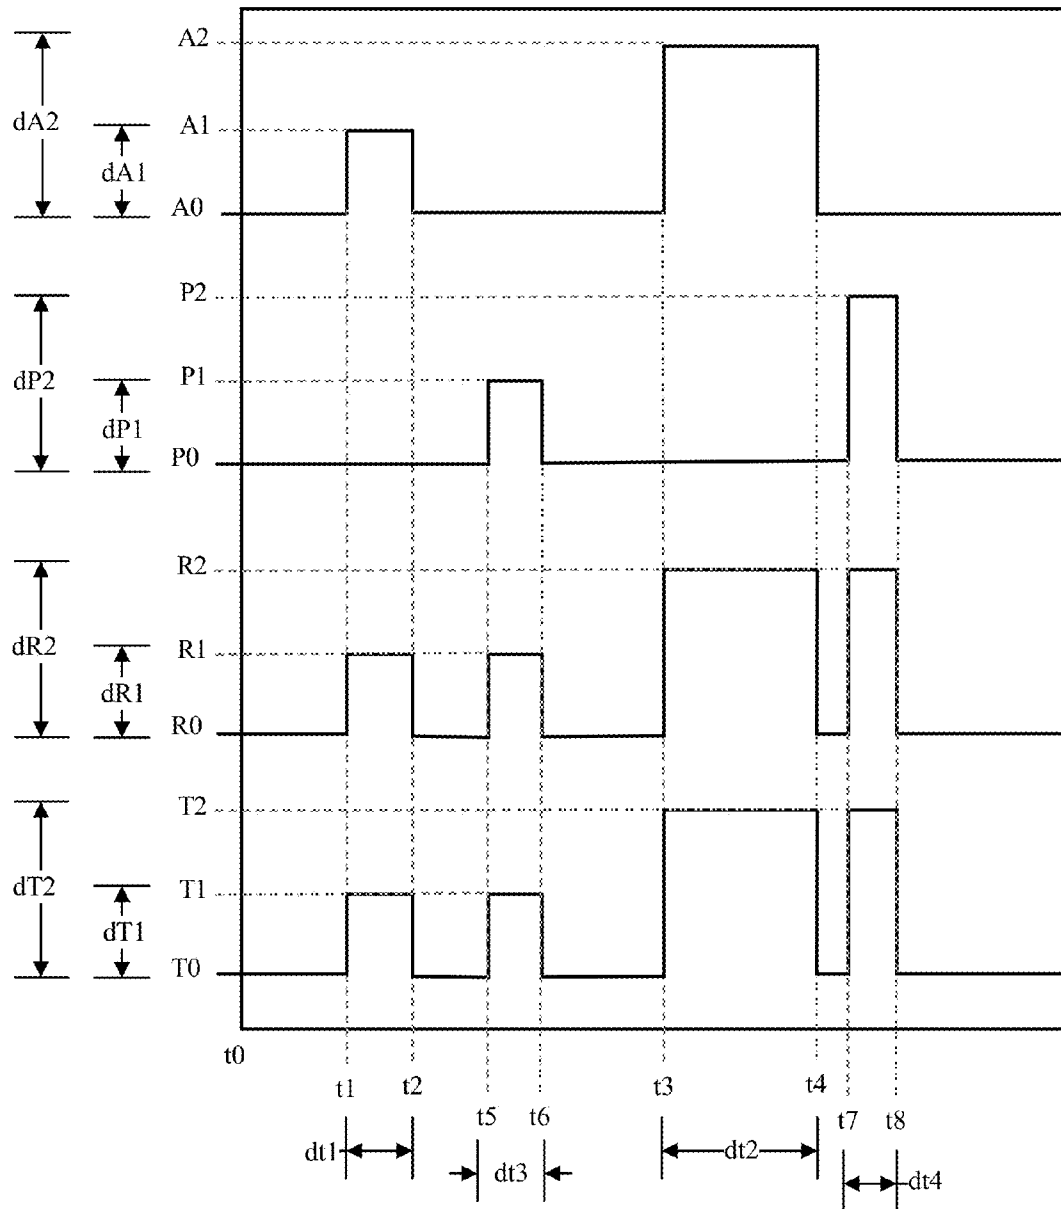 A2
dA2
A1
dA1
A0
P2
dP2
P1
dP1
P0
R2
dR2
R1
dR1
R0
T2
dT2
T1
dT1
T0
t0
t1 t2 t3 t4
t5 t6 t7 t8
dt1 dt3 dt2 dt4